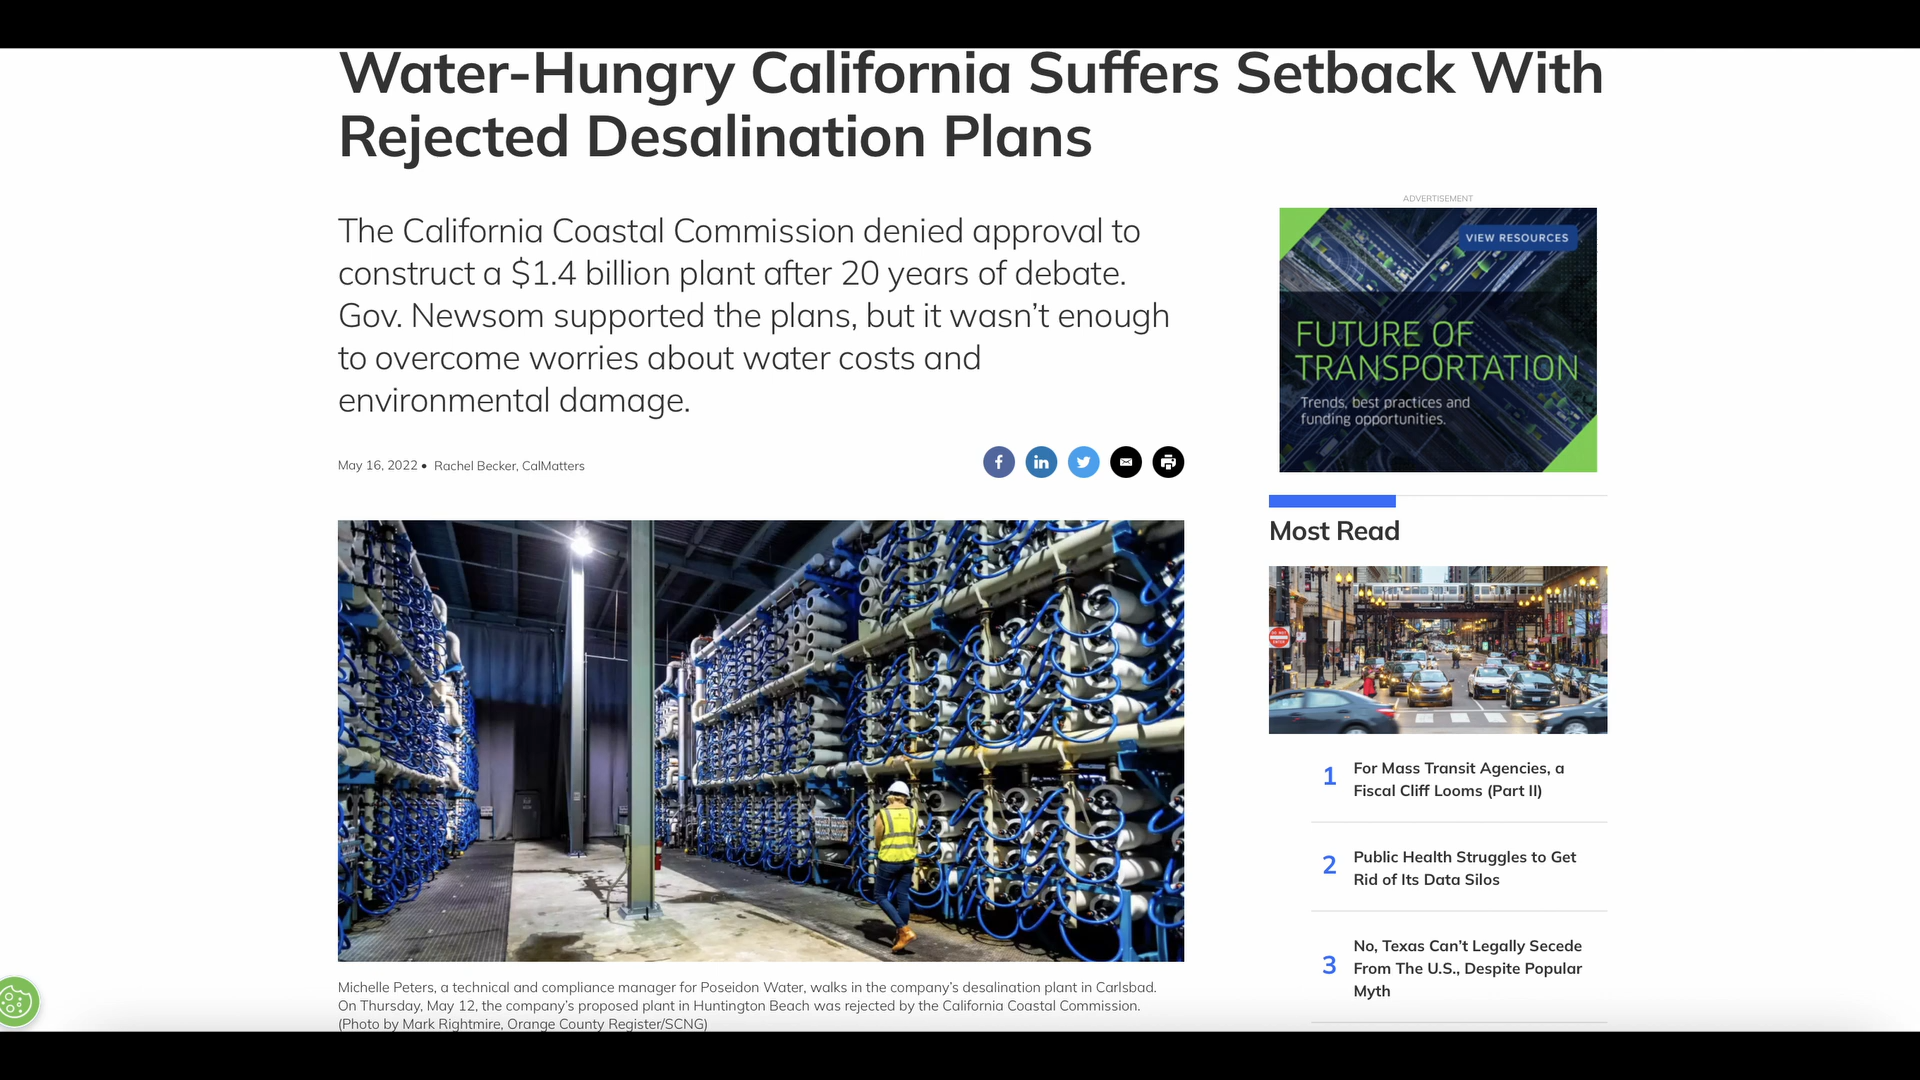 Water-Hungry California Suffers Setback With
Rejected Desalination Plans
The California Coastal Commission denied approval to
construct a $1.4 billion plant after 20 years of debate.
Gov. Newsom supported the plans, but it wasn’t enough
to overcome worries about water costs and
environmental damage.
May 16, 2022 • Rachel Becker, CalMatters
Michelle Peters, a technical and compliance manager for Poseidon Water, walks in the company’s desalination plant in Carlsbad.
On Thursday, May 12, the company’s proposed plant in Huntington Beach was rejected by the California Coastal Commission.
(Photo by Mark Rightmire, Orange County Register/SCNG)
ADVERTISEMENT
VIEW RESOURCES
FUTURE OF
TRANSPORTATION
Trends, best practices and
funding opportunities.
Most Read
DO NOT
ENTER
1 For Mass Transit Agencies, a
Fiscal Cliff Looms (Part II)
2 Public Health Struggles to Get
Rid of Its Data Silos
3 No, Texas Can’t Legally Secede
From The U.S., Despite Popular
Myth